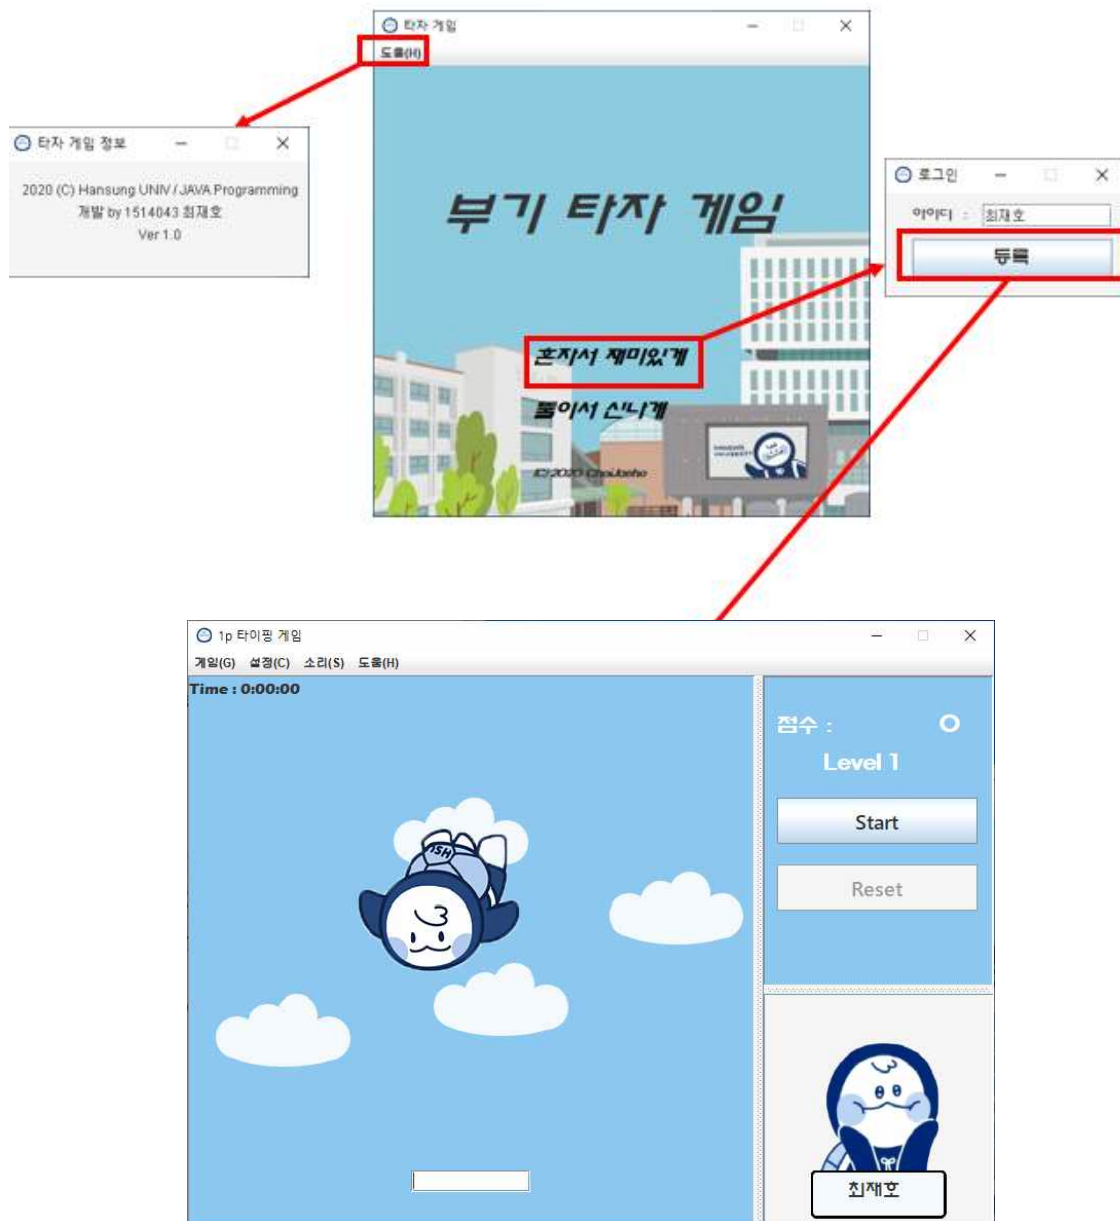 타자 게임
도움(H)
타자 게임 정보
2020 (C) Hansung UNIV / JAVA Programming
개발 by 1514043 최재호
Ver 1.0
부기 타자 게임
혼자서 재미있게
둘이서 신나게
(C) 2020 ChoiJaeho
로그인
아이디 : 최재호
등록
1p 타이핑 게임
게임(G) 설정(C) 소리(S) 도움(H)
Time : 0:00:00
점수 : 0
Level 1
Start
Reset
최재호